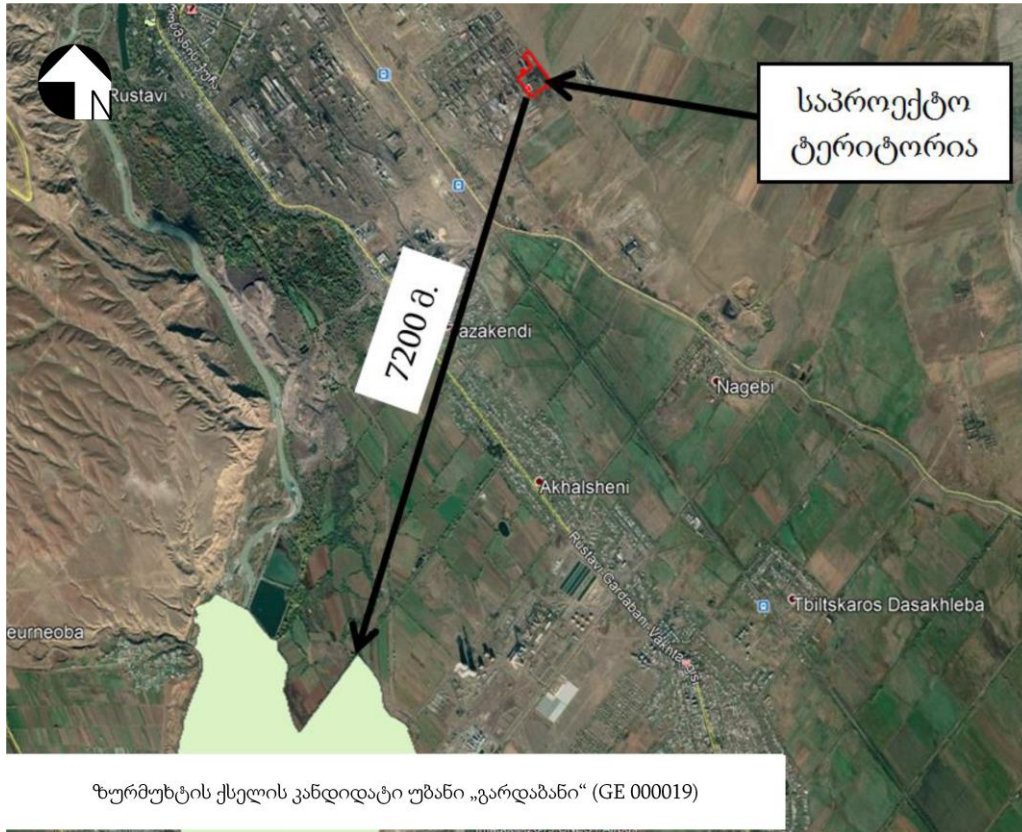 N
Rustavi
საპროექტო
ტერიტორია
7200 მ.
azakendi
Nagebi
Akhalsheni
Rustavi-Gardabani-Vakhtangisi
Tbiltskaros Dasakhleba
eurneoba
ზურმუხტის ქსელის კანდიდატი უბანი „გარდაბანი“ (GE 000019)